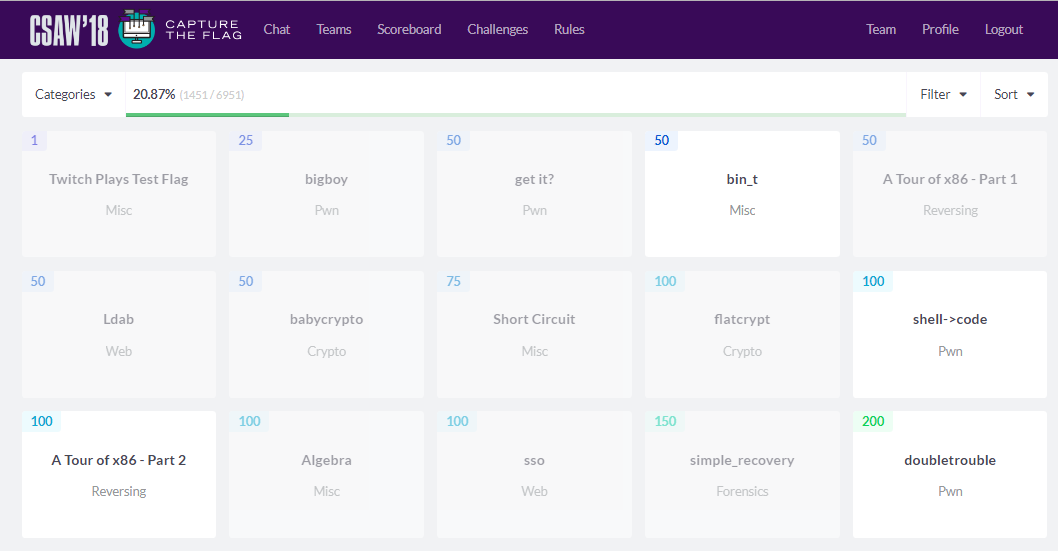 CSAW'18 CAPTURE THE FLAG Chat Teams Scoreboard Challenges Rules Team Profile Logout
Categories 20.87% (1451 / 6951) Filter Sort
1 25 50 50 50
Twitch Plays Test Flag bigboy get it? bin_t A Tour of x86 - Part 1
Misc Pwn Pwn Misc Reversing
50 50 75 100 100
Ldab babycrypto Short Circuit flatcrypt shell->code
Web Crypto Misc Crypto Pwn
100 100 100 150 200
A Tour of x86 - Part 2 Algebra sso simple_recovery doubletrouble
Reversing Misc Web Forensics Pwn